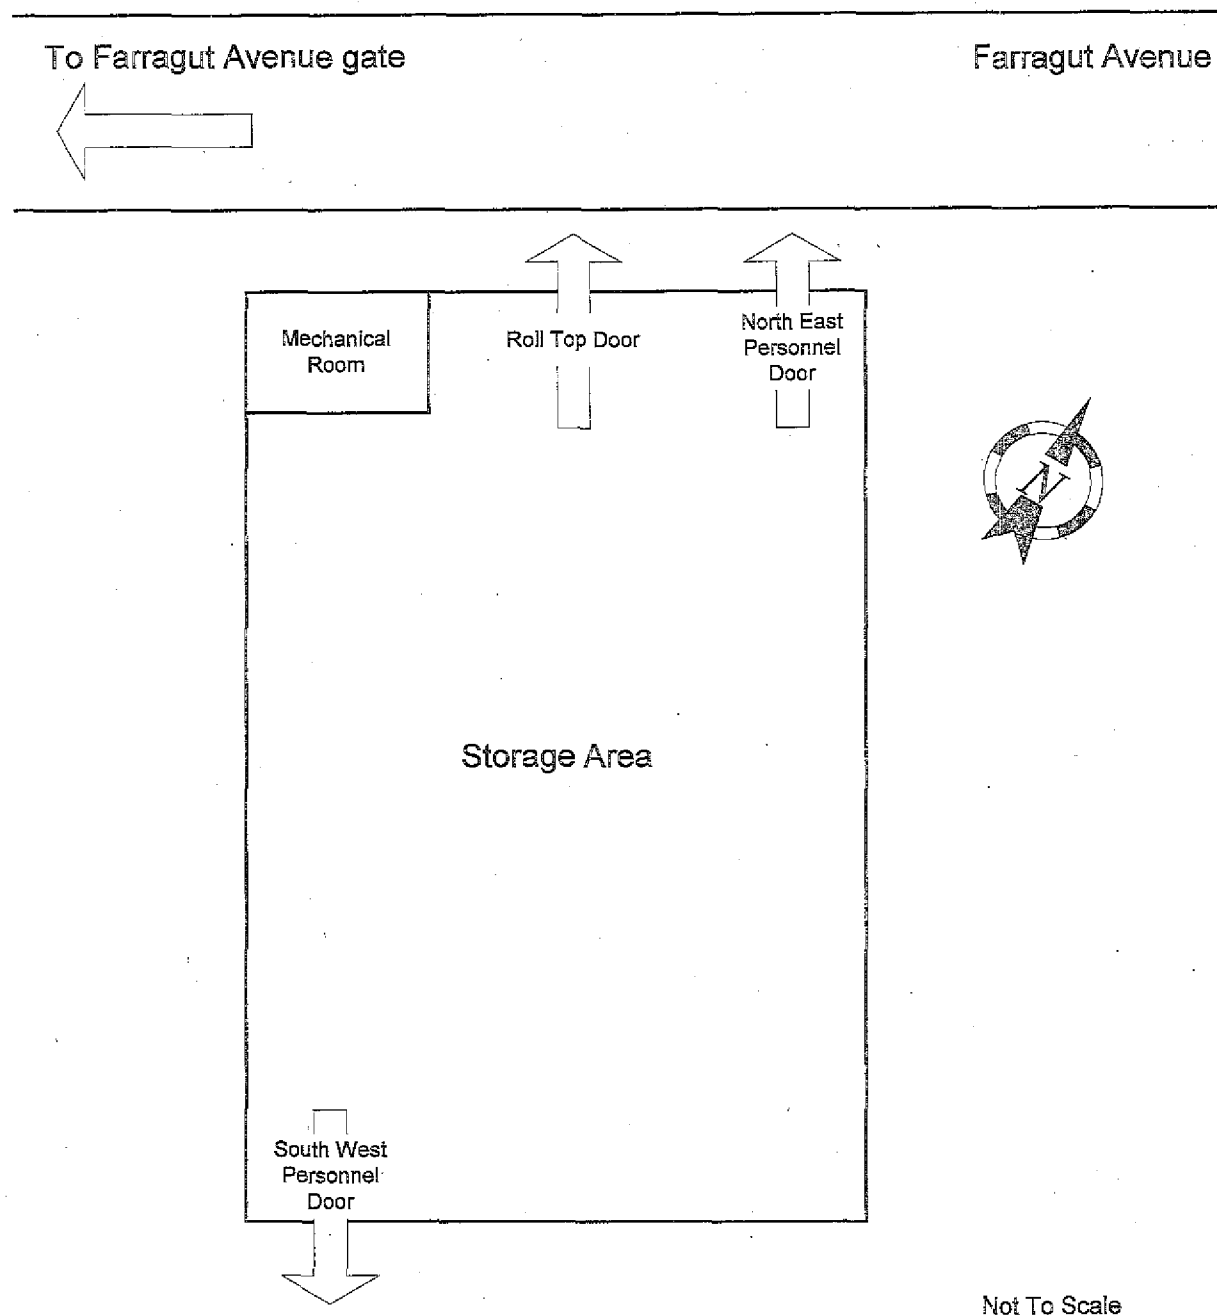 To Farragut Avenue gate
Farragut Avenue
Mechanical
Room
Roll Top Door
North East
Personnel
Door
N
Storage Area
South West
Personnel
Door
Not To Scale